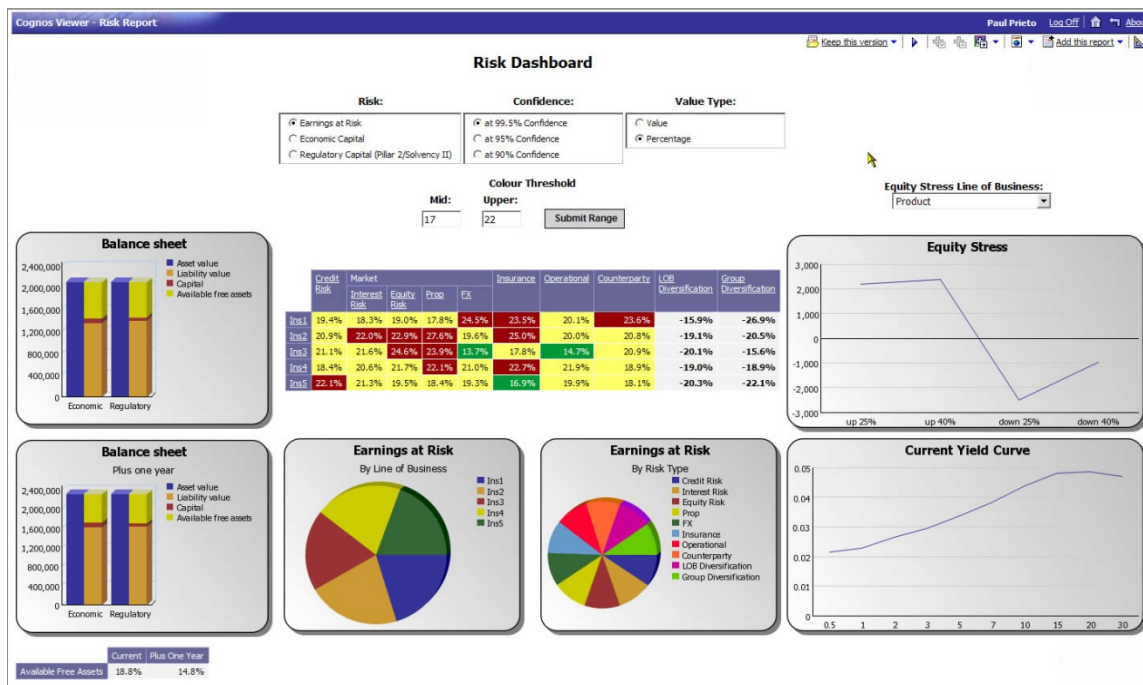 Cognos Viewer - Risk Report
Paul Prieto Log Off Abou
Keep this version Add this report
Risk Dashboard
Risk: Confidence: Value Type:
Earnings at Risk at 99.5% Confidence Value
Economic Capital at 95% Confidence Percentage
Regulatory Capital (Pillar 2/Solvency II) at 90% Confidence
Colour Threshold
Mid: Upper:
17 22 Submit Range
Equity Stress Line of Business:
Product
Balance sheet
2,400,000
2,000,000
1,600,000
1,200,000
800,000
400,000
0
Economic Regulatory
Asset value
Liability value
Capital
Available free assets
Credit Risk Market Insurance Operational Counterparty LOB Diversification Group Diversification
Interest Risk Equity Risk Prop FX
Ins1 19.4% 18.3% 19.0% 17.8% 24.5% 23.5% 20.1% 23.6% -15.9% -26.9%
Ins2 20.9% 22.0% 22.9% 27.6% 19.6% 25.0% 20.0% 20.8% -19.1% -20.5%
Ins3 21.1% 21.6% 24.6% 23.9% 13.7% 17.8% 14.7% 20.9% -20.1% -15.6%
Ins4 18.4% 20.6% 21.7% 22.1% 21.0% 22.7% 21.9% 18.9% -19.0% -18.9%
Ins5 22.1% 21.3% 19.5% 18.4% 19.3% 16.9% 19.9% 18.1% -20.3% -22.1%
Equity Stress
3,000
2,000
1,000
0
-1,000
-2,000
-3,000
up 25% up 40% down 25% down 40%
Balance sheet
Plus one year
2,400,000
2,000,000
1,600,000
1,200,000
800,000
400,000
0
Economic Regulatory
Asset value
Liability value
Capital
Available free assets
Earnings at Risk
By Line of Business
Ins1
Ins2
Ins3
Ins4
Ins5
Earnings at Risk
By Risk Type
Credit Risk
Interest Risk
Equity Risk
Prop
FX
Insurance
Operational
Counterparty
LOB Diversification
Group Diversification
Current Yield Curve
0.05
0.04
0.03
0.02
0.01
0
0.5 1 2 3 5 7 10 15 20 30
Current Plus One Year
Available Free Assets 18.8% 14.8%